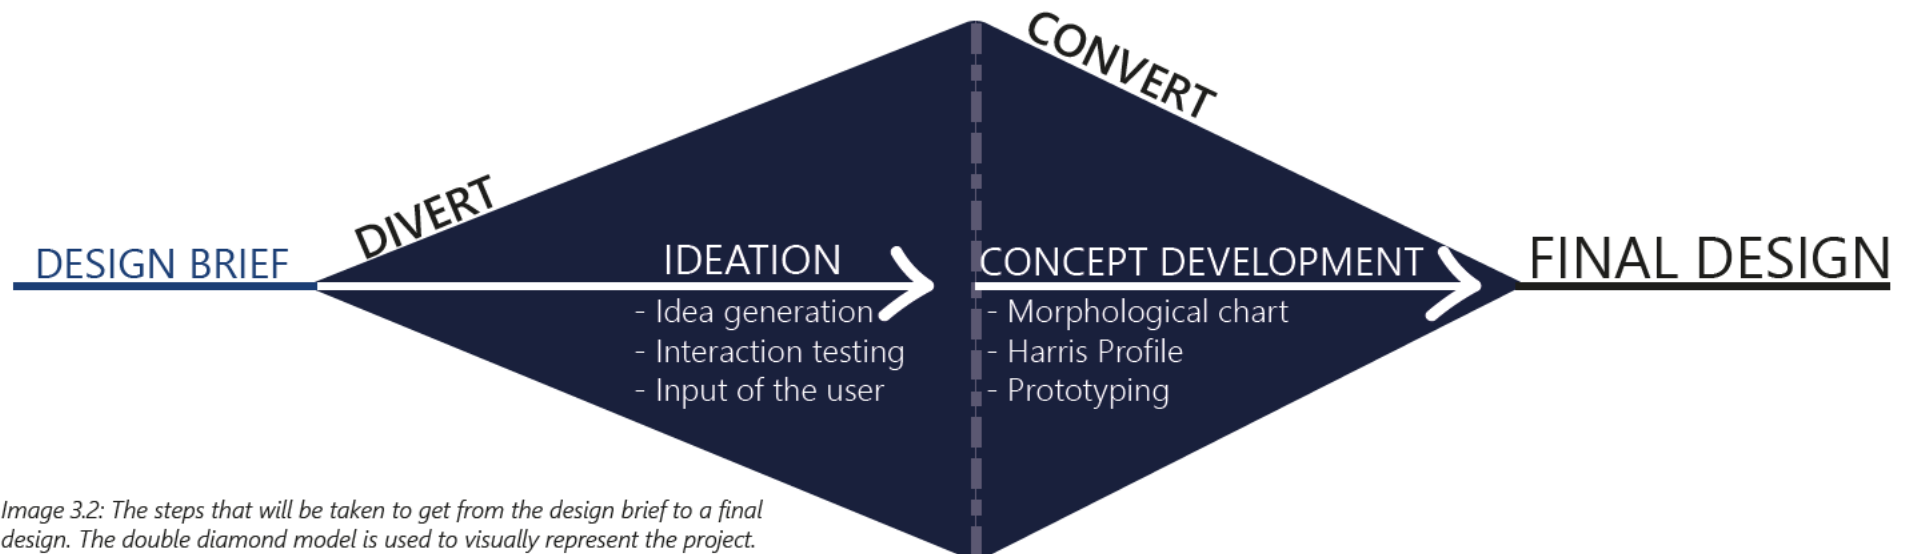 DESIGN BRIEF
DIVERT
IDEATION
- Idea generation
- Interaction testing
- Input of the user
CONVERT
CONCEPT DEVELOPMENT
- Morphological chart
- Harris Profile
- Prototyping
FINAL DESIGN
Image 3.2: The steps that will be taken to get from the design brief to a final
design. The double diamond model is used to visually represent the project.